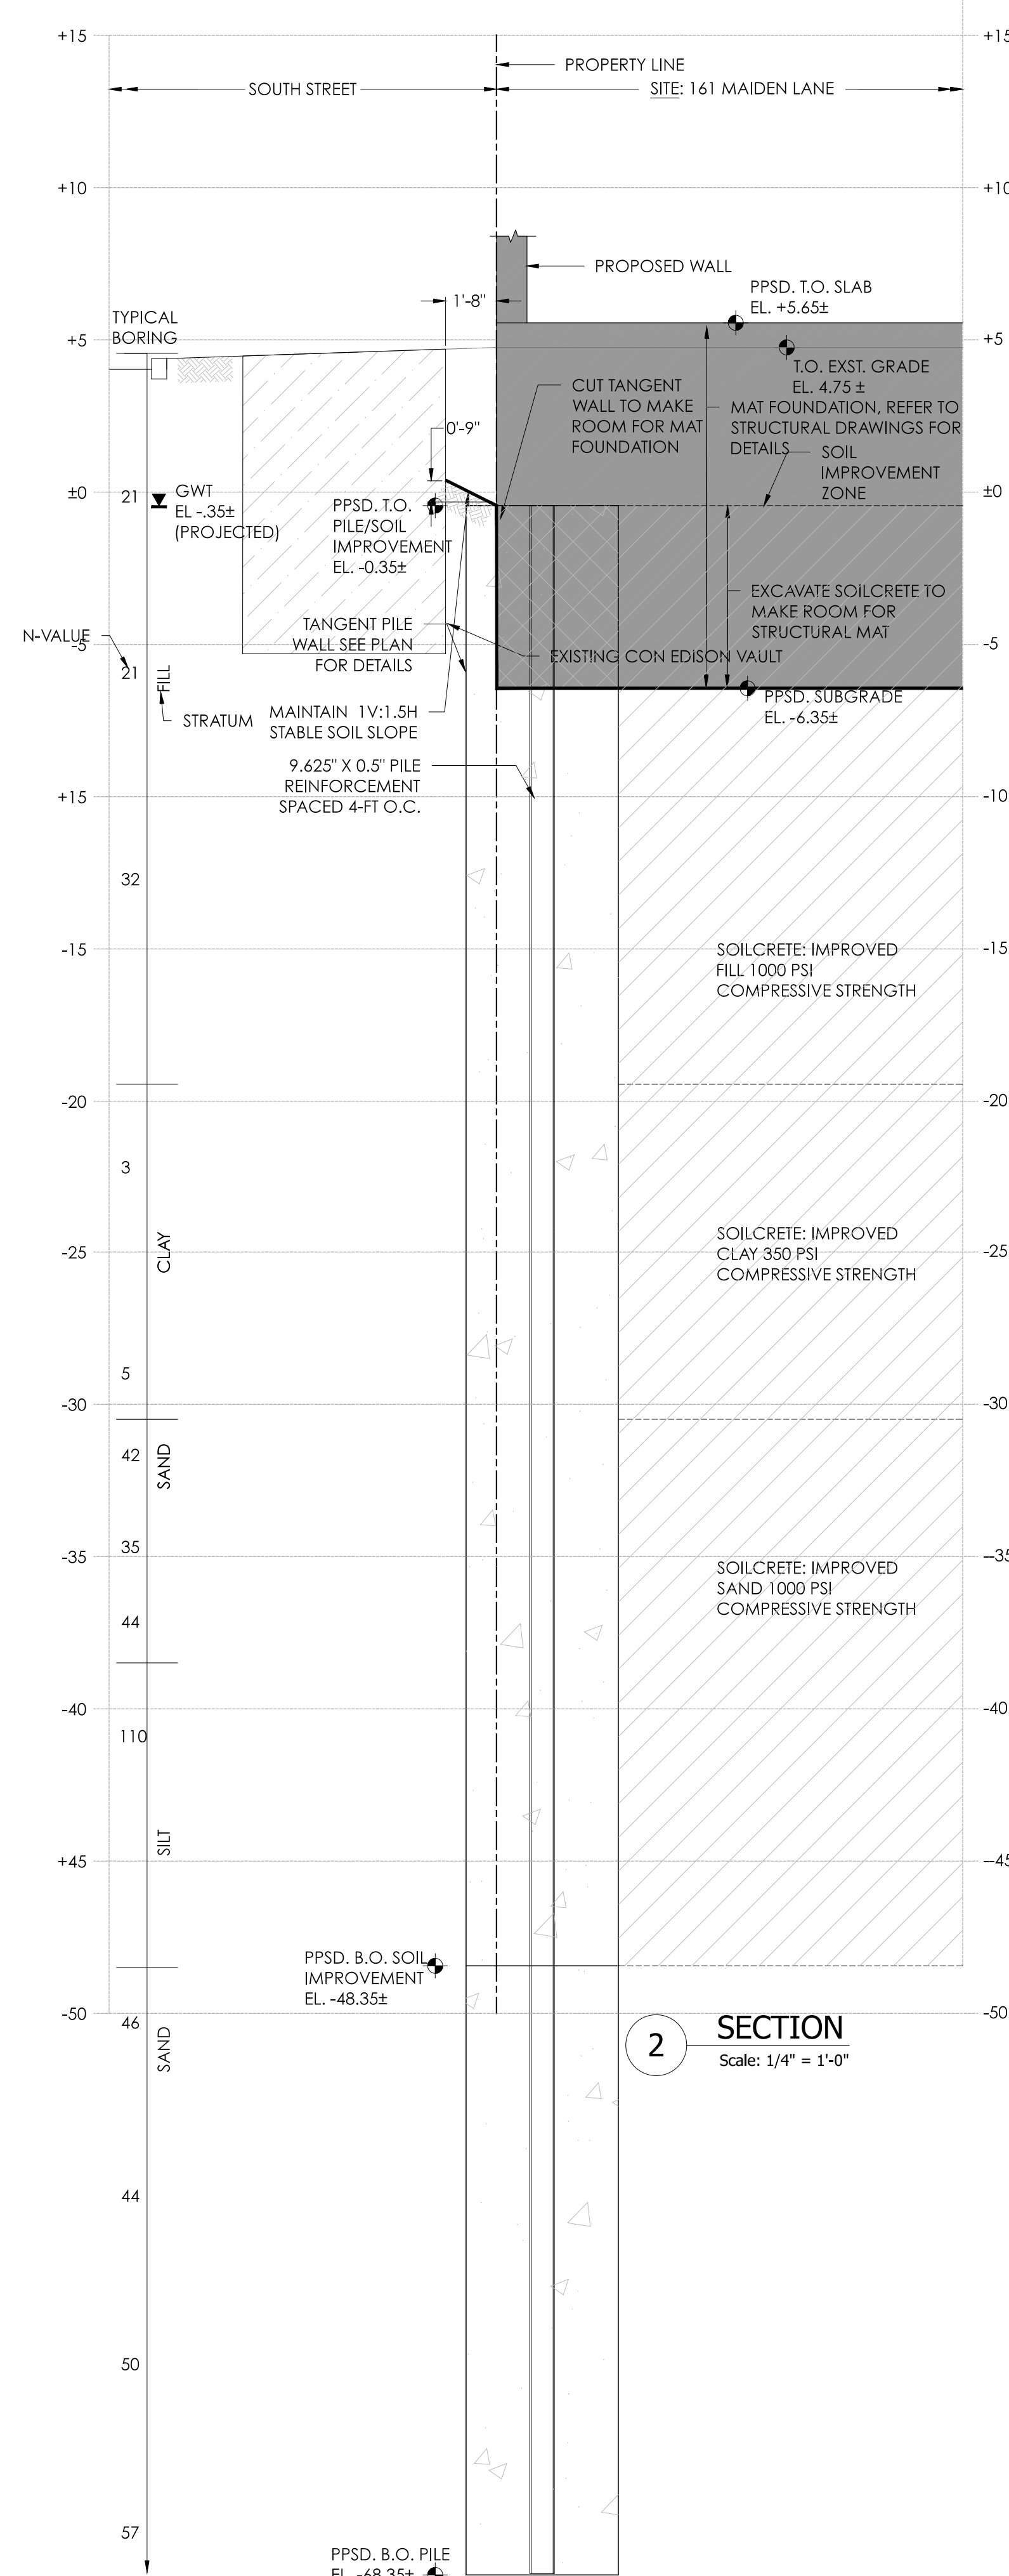 +15
+15
PROPERTY LINE
SOUTH STREET
SITE: 161 MAIDEN LANE
+10
+10
PROPOSED WALL
PPSD. T.O. SLAB
EL. +5.65±
1'-8"
TYPICAL
BORING
+5
+5
T.O. EXST. GRADE
EL. 4.75 ±
CUT TANGENT
WALL TO MAKE
ROOM FOR MAT
FOUNDATION
MAT FOUNDATION, REFER TO
STRUCTURAL DRAWINGS FOR
DETAILS
0'-9"
SOIL
IMPROVEMENT
ZONE
±0
±0
21
GWT
EL -.35±
(PROJECTED)
PPSD. T.O.
PILE/SOIL
IMPROVEMENT
EL. -0.35±
EXCAVATE SOILCRETE TO
MAKE ROOM FOR
STRUCTURAL MAT
TANGENT PILE
WALL SEE PLAN
FOR DETAILS
N-VALUE
-5
-5
EXISTING CON EDISON VAULT
21
FILL
PPSD. SUBGRADE
EL. -6.35±
STRATUM
MAINTAIN 1V:1.5H
STABLE SOIL SLOPE
9.625" X 0.5" PILE
REINFORCEMENT
SPACED 4-FT O.C.
+15
-10
32
-15
-15
SOILCRETE: IMPROVED
FILL 1000 PSI
COMPRESSIVE STRENGTH
-20
-20
3
CLAY
SOILCRETE: IMPROVED
CLAY 350 PSI
COMPRESSIVE STRENGTH
-25
-25
5
-30
-30
42
SAND
35
-35
--35
SOILCRETE: IMPROVED
SAND 1000 PSI
COMPRESSIVE STRENGTH
44
-40
-40
110
SILT
+45
--45
PPSD. B.O. SOIL
IMPROVEMENT
EL. -48.35±
-50
-50
46
SAND
2
SECTION
Scale: 1/4" = 1'-0"
44
50
57
PPSD. B.O. PILE
EL. -68.35±